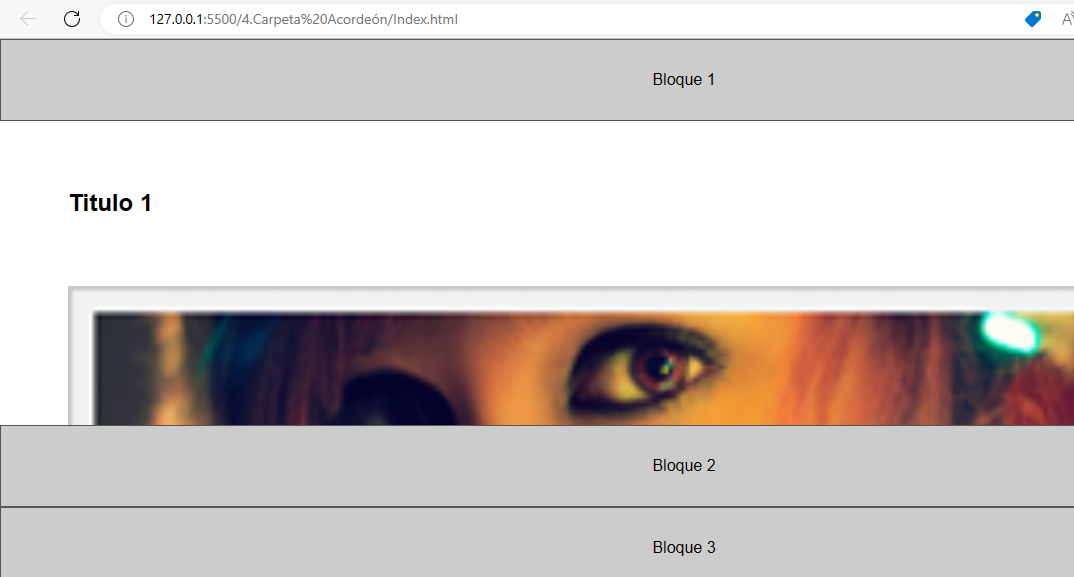 127.0.0.1:5500/4.Carpeta%20Acordeón/Index.html
Bloque 1
Titulo 1
Bloque 2
Bloque 3